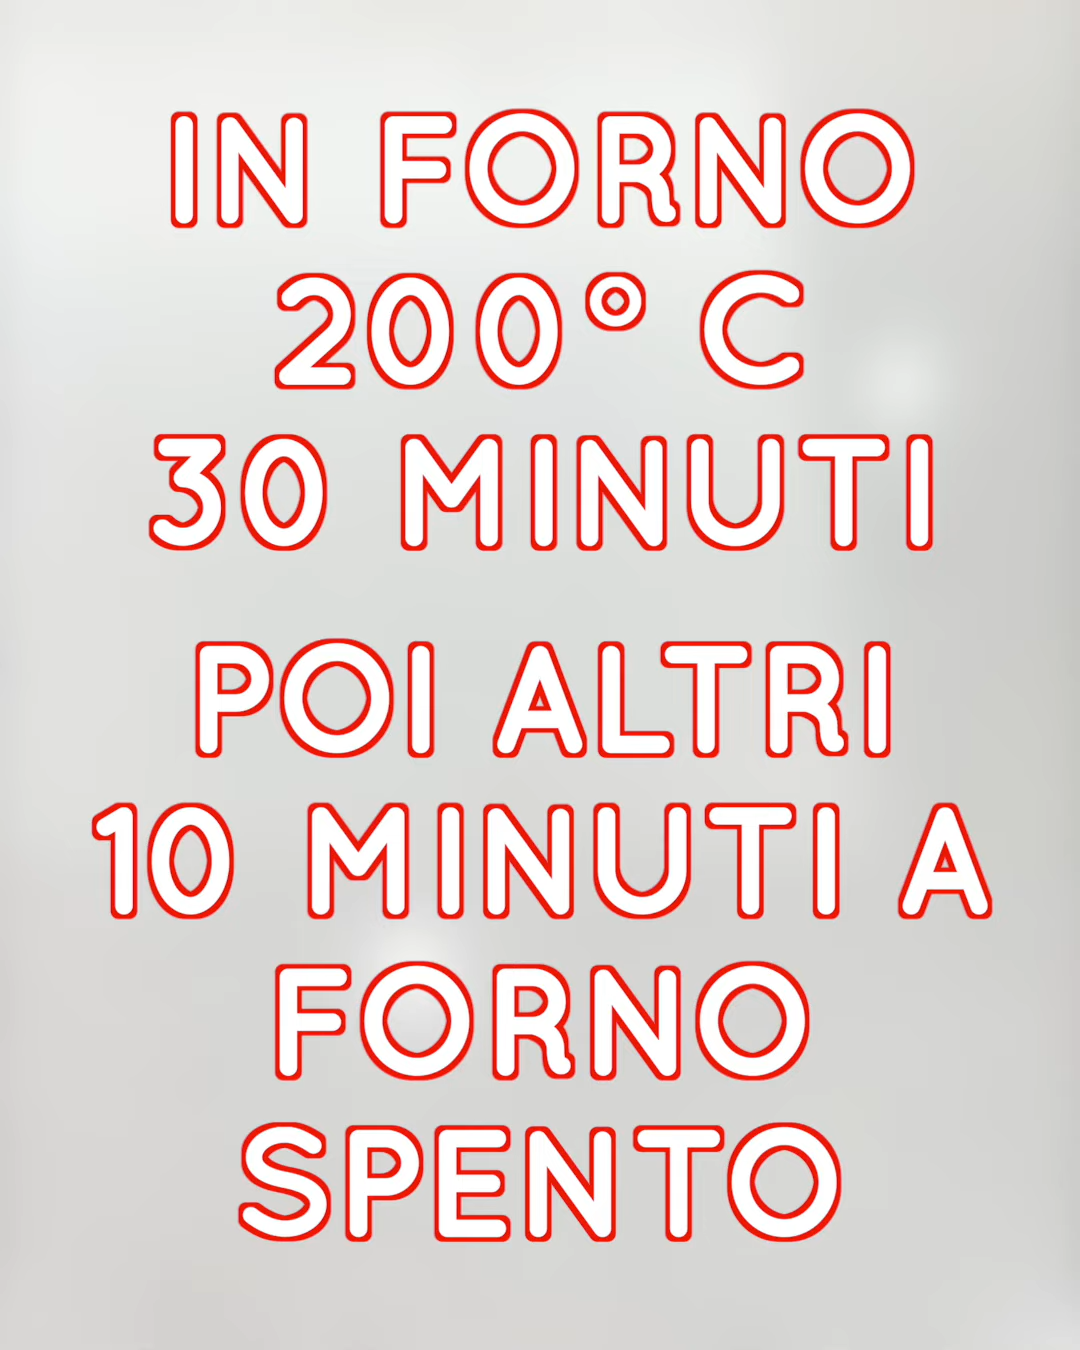 IN FORNO
200° C
30 MINUTI
POI ALTRI
10 MINUTI A
FORNO
SPENTO